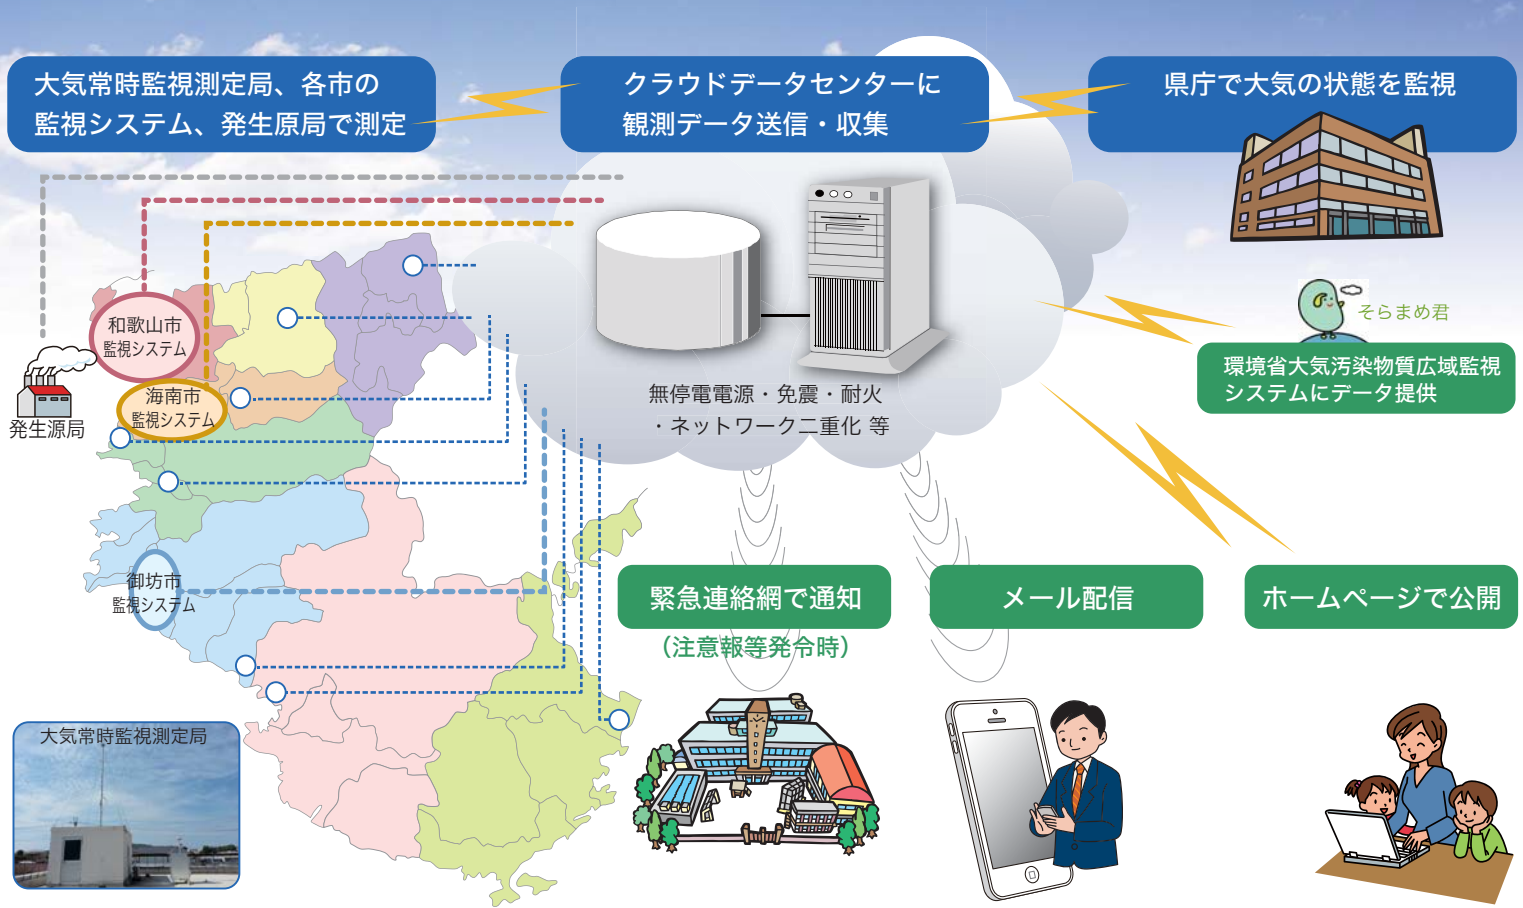 大気常時監視測定局、各市の
監視システム、発生原局で測定
クラウドデータセンターに
観測データ送信・収集
県庁で大気の状態を監視
和歌山市
監視システム
海南市
監視システム
発生源局
御坊市
監視システム
無停電電源・免震・耐火
・ネットワーク二重化 等
そらまめ君
環境省大気汚染物質広域監視
システムにデータ提供
緊急連絡網で通知
(注意報等発令時)
メール配信
ホームページで公開
大気常時監視測定局